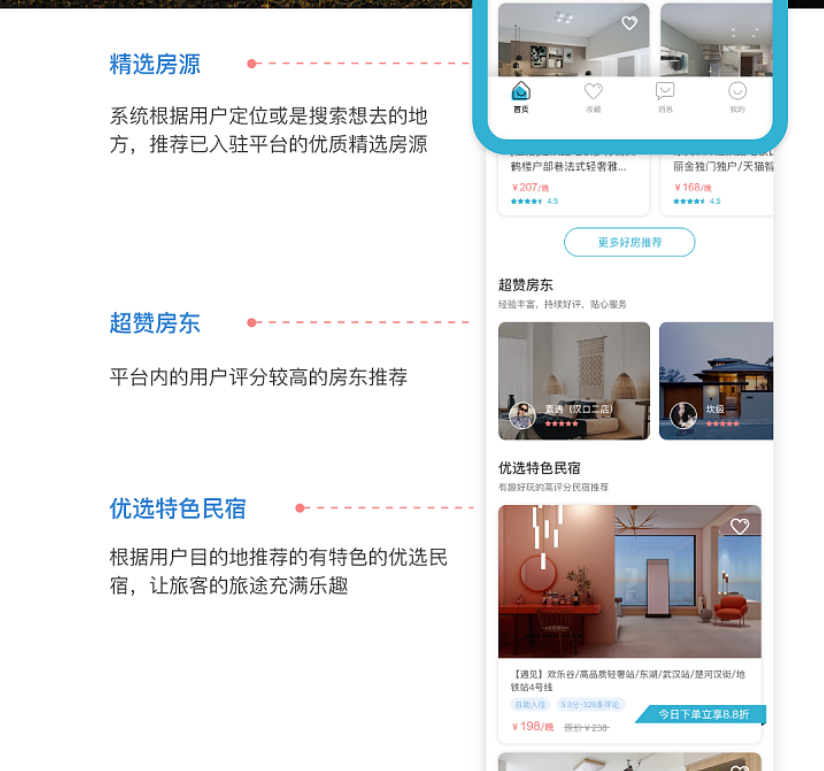 精选房源
系统根据用户定位或是搜索想去的地
方，推荐已入驻平台的优质精选房源
首页
收藏
消息
我的
鹤楼户部巷法式轻奢雅...
丽金独门独户/天猫智
¥207/晚
¥168/晚
4.5
4.5
更多好房推荐
超赞房东
经验丰富，持续好评，贴心服务
超赞房东
平台内的用户评分较高的房东推荐
素遇（汉口二店）
坎级
优选特色民宿
有趣好玩的高评分民宿推荐
优选特色民宿
根据用户目的地推荐的有特色的优选民
宿，让旅客的旅途充满乐趣
【遇见】欢乐谷/高品质轻奢站/东湖/武汉站/楚河汉街/地
铁站4号线
自助入住
5.0分·326条评论
今日下单立享8.8折
¥198/晚
原价¥238